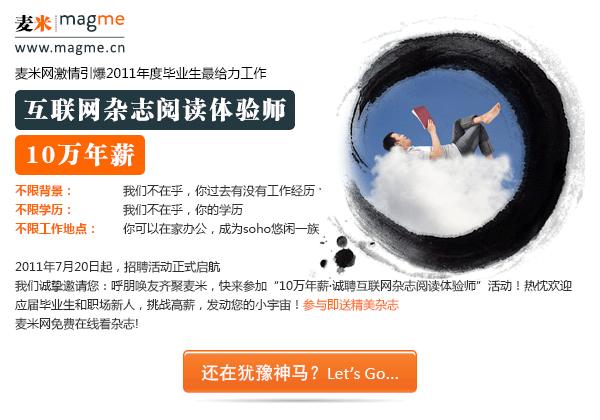 麦米 magme
www.magme.cn
麦米网激情引爆2011年度毕业生最给力工作
互联网杂志阅读体验师
10万年薪
不限背景： 我们不在乎，你过去有没有工作经历·
不限学历： 我们不在乎，你的学历
不限工作地点： 你可以在家办公，成为soho悠闲一族
2011年7月20日起，招聘活动正式启航
我们诚挚邀请您：呼朋唤友齐聚麦米，快来参加“10万年薪·诚聘互联网杂志阅读体验师”活动！热忱欢迎
应届毕业生和职场新人，挑战高薪，发动您的小宇宙！参与即送精美杂志
麦米网免费在线看杂志!
还在犹豫神马？Let's Go...